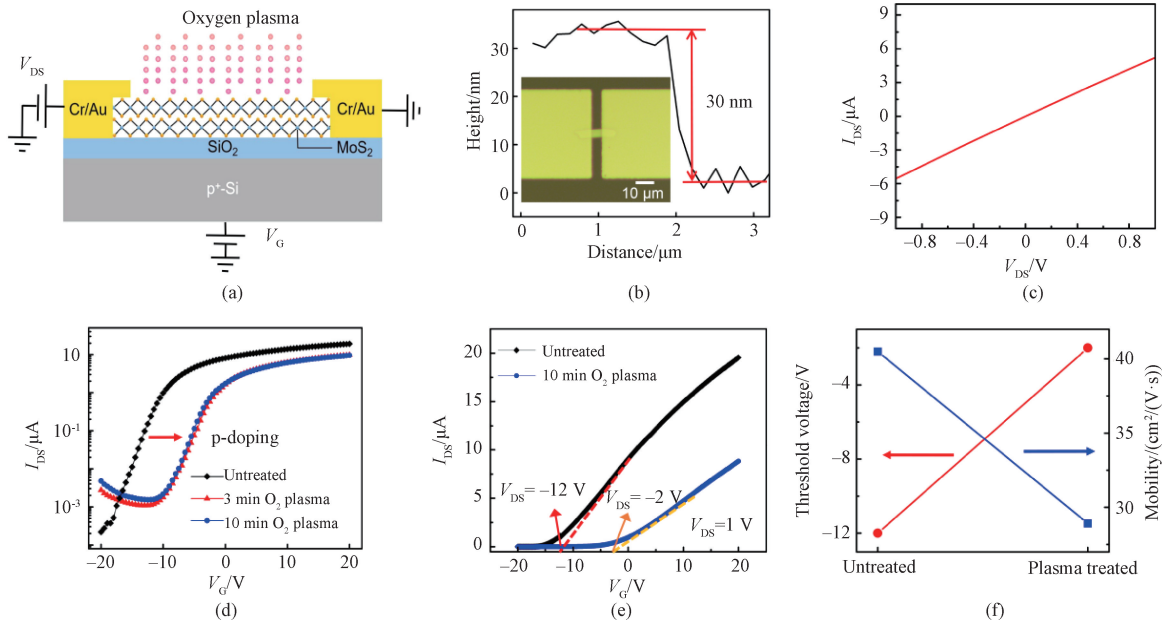 Oxygen plasma
V_DS
Cr/Au
Cr/Au
SiO₂
MoS₂
p⁺-Si
V_G
(a)
Height/nm
30
20
10
0
30 nm
10 μm
0
1
2
3
Distance/μm
(b)
I_DS/μA
9
6
3
0
−3
−6
−9
−0.8
−0.4
0
0.4
0.8
V_DS/V
(c)
I_DS/μA
10
10⁻¹
10⁻³
p-doping
Untreated
3 min O₂ plasma
10 min O₂ plasma
−20
−10
0
10
20
V_G/V
(d)
I_DS/μA
20
15
10
5
0
Untreated
10 min O₂ plasma
V_DS= −12 V
V_DS= −2 V
V_DS=1 V
−20
−10
0
10
20
V_G/V
(e)
Threshold voltage/V
−4
−8
−12
40
35
30
29
Mobility/(cm²/(V·s))
Untreated
Plasma treated
(f)